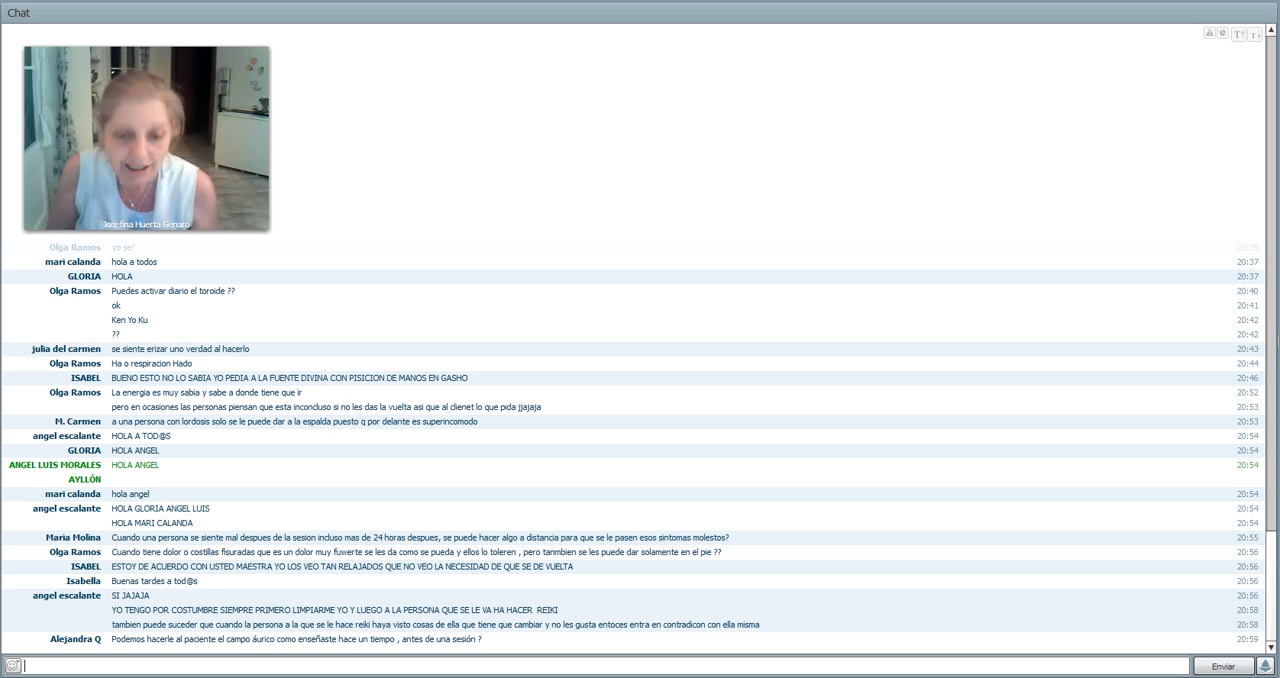 Chat
Josefina Huerta Genaro
Olga Ramos yo se! 20:35
mari calanda hola a todos 20:37
GLORIA HOLA 20:37
Olga Ramos Puedes activar diario el toroide ?? 20:40
ok 20:41
Ken Yo Ku 20:42
?? 20:42
julia del carmen se siente erizar uno verdad al hacerlo 20:43
Olga Ramos Ha o respiracion Hado 20:44
ISABEL BUENO ESTO NO LO SABIA YO PEDIA A LA FUENTE DIVINA CON PISICION DE MANOS EN GASHO 20:46
Olga Ramos La energia es muy sabia y sabe a donde tiene que ir 20:52
pero en ocasiones las personas piensan que esta inconcluso si no les das la vuelta asi que al dienet lo que pida jjajaja 20:53
M. Carmen a una persona con lordosis solo se le puede dar a la espalda puesto q por delante es superincomodo 20:53
angel escalante HOLA A TOD@S 20:54
GLORIA HOLA ANGEL 20:54
ANGEL LUIS MORALES HOLA ANGEL 20:54
AYLLÓN
mari calanda hola angel 20:54
angel escalante HOLA GLORIA ANGEL LUIS 20:54
HOLA MARI CALANDA 20:54
Maria Molina Cuando una persona se siente mal despues de la sesion incluso mas de 24 horas despues, se puede hacer algo a distancia para que se le pasen esos sintomas molestos? 20:55
Olga Ramos Cuando tiene dolor o costillas fisuradas que es un dolor muy fuwerte se les da como se pueda y ellos lo toleren , pero tanmbien se les puede dar solamente en el pie ?? 20:56
ISABEL ESTOY DE ACUERDO CON USTED MAESTRA YO LOS VEO TAN RELAJADOS QUE NO VEO LA NECESIDAD DE QUE SE DE VUELTA 20:56
Isabella Buenas tardes a tod@s 20:56
angel escalante SI JAJAJA 20:56
YO TENGO POR COSTUMBRE SIEMPRE PRIMERO LIMPIARME YO Y LUEGO A LA PERSONA QUE SE LE VA HA HACER REIKI 20:58
tambien puede suceder que cuando la persona a la que se le hace reiki haya visto cosas de ella que tiene que cambiar y no les gusta entoces entra en contradicon con ella misma 20:58
Alejandra Q Podemos hacerle al paciente el campo áurico como enseñaste hace un tiempo , antes de una sesión ? 20:59
Enviar